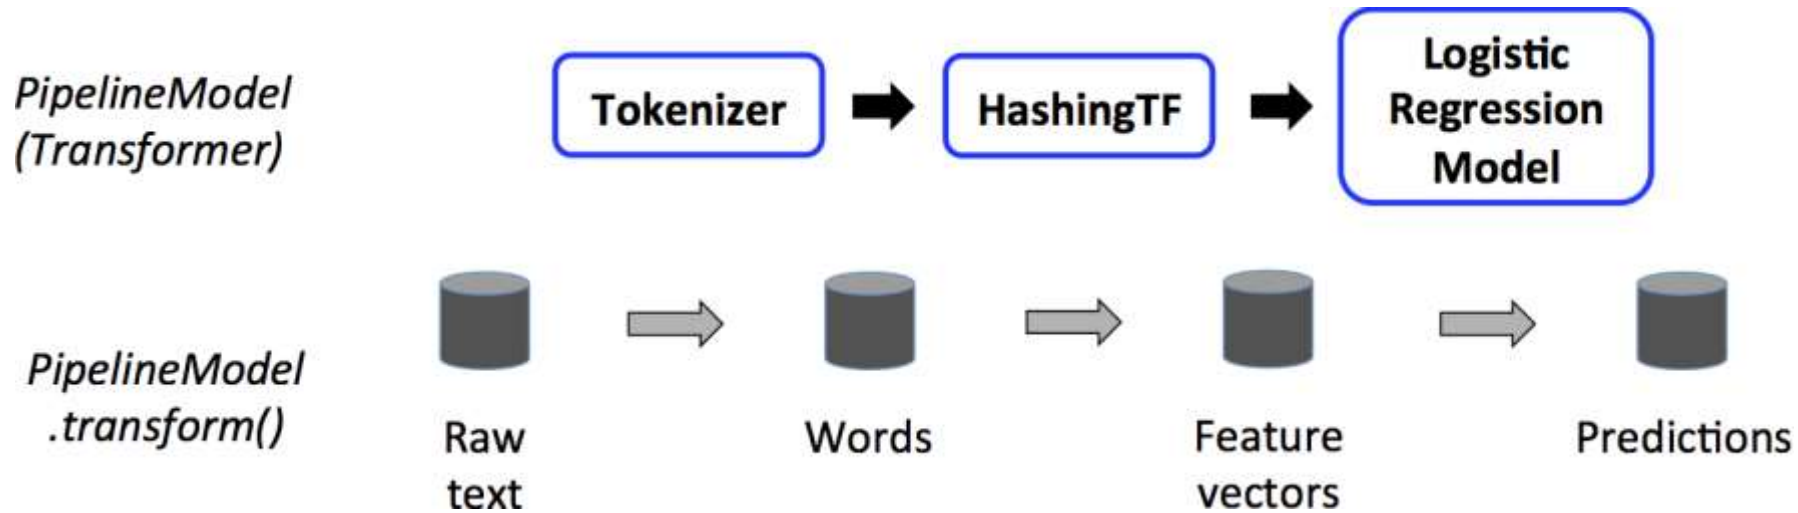 PipelineModel
(Transformer)
Tokenizer
HashingTF
Logistic
Regression
Model
PipelineModel
.transform()
Raw
text
Words
Feature
vectors
Predictions